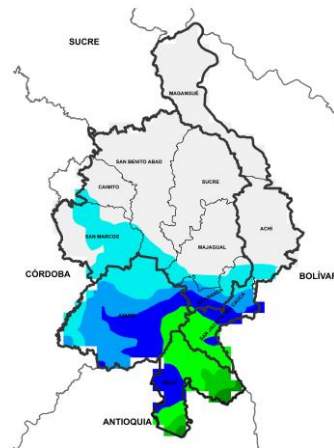 SUCRE
MAGANGUÉ
SAN BENITO ABAD
CAIMITO
SUCRE
SAN MARCOS
ACHÍ
MAJAGUAL
CÓRDOBA
BOLÍVAR
ANTIOQUIA